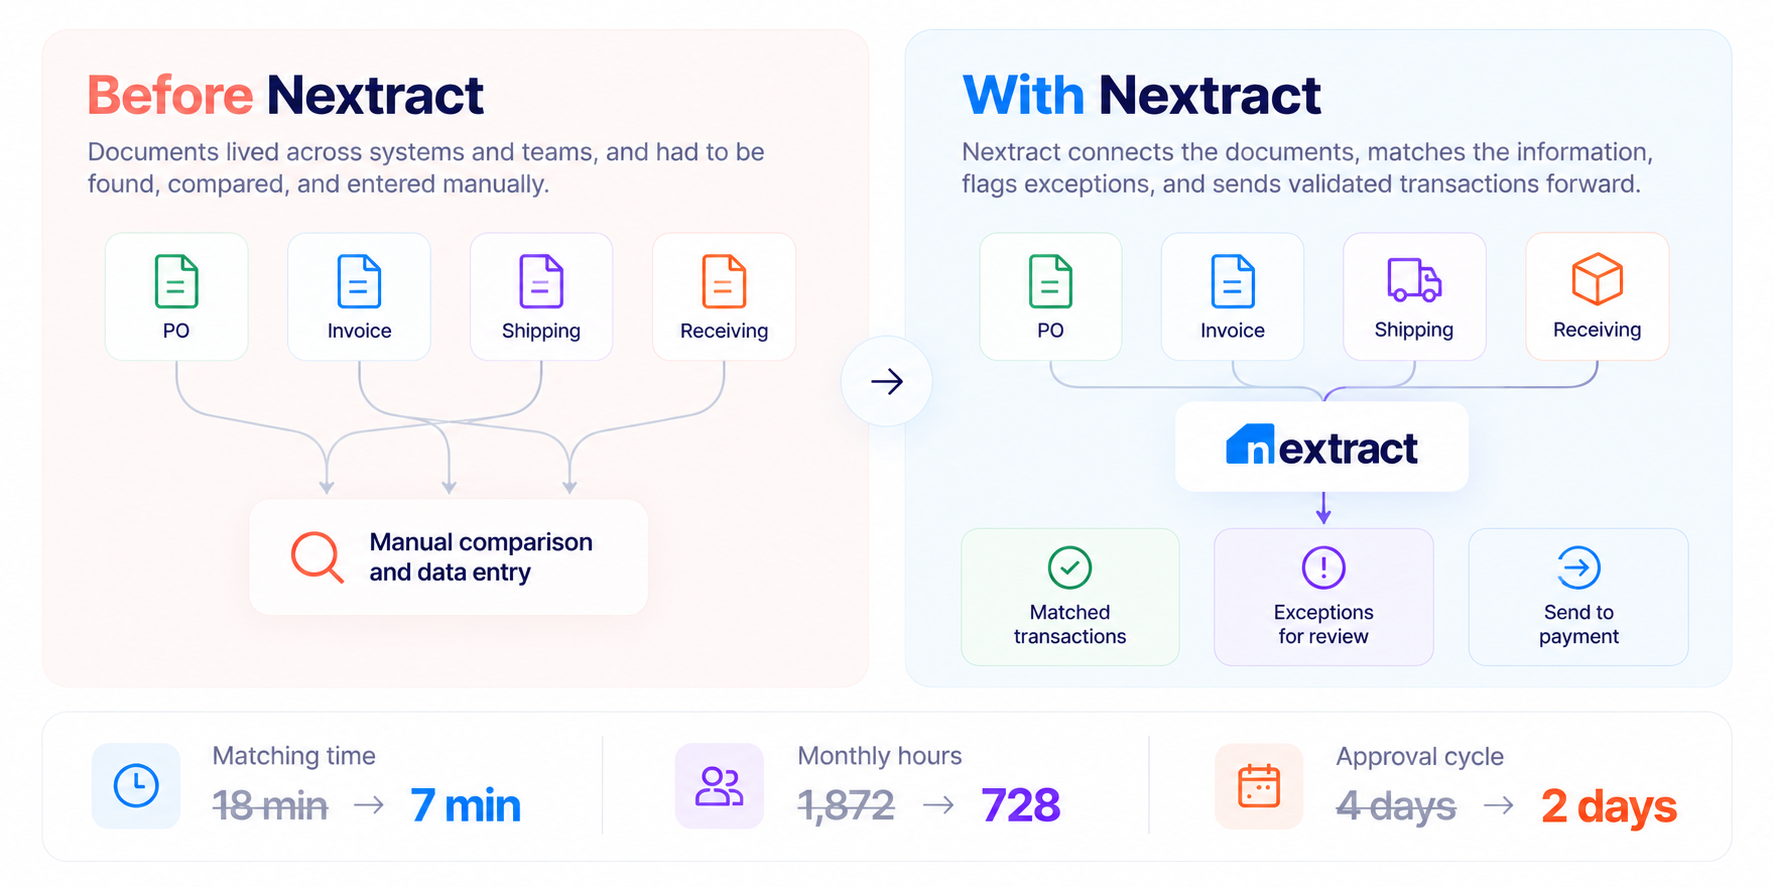 Before Nextract
Documents lived across systems and teams, and had to be
found, compared, and entered manually.
PO
Invoice
Shipping
Receiving
Manual comparison
and data entry
With Nextract
Nextract connects the documents, matches the information,
flags exceptions, and sends validated transactions forward.
PO
Invoice
Shipping
Receiving
nextract
Matched
transactions
Exceptions
for review
Send to
payment
Matching time
18 min → 7 min
Monthly hours
1,872 → 728
Approval cycle
4 days → 2 days